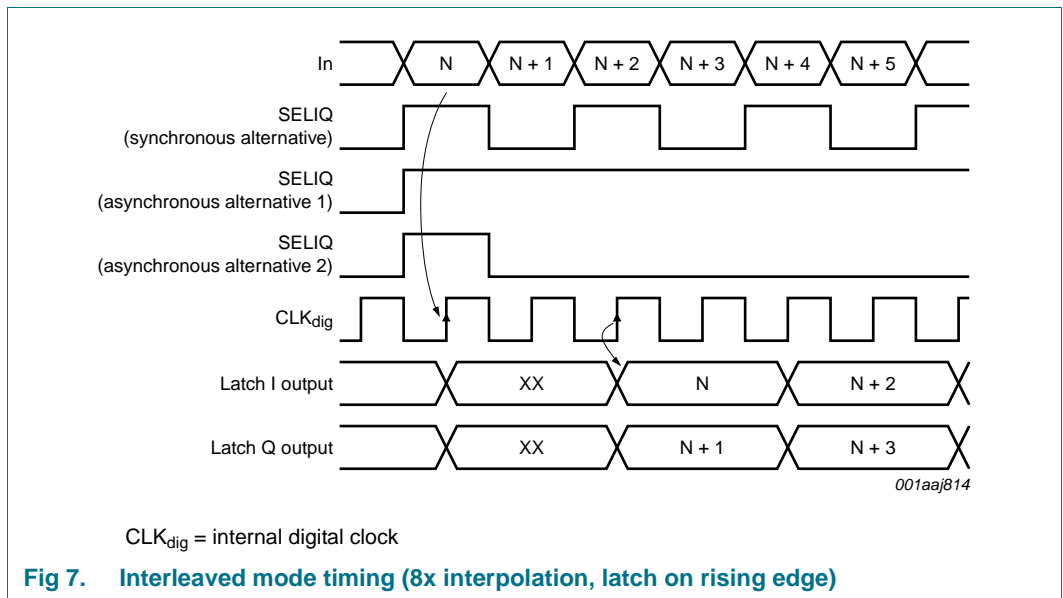 In
N
N + 1
N + 2
N + 3
N + 4
N + 5
SELIQ
(synchronous alternative)
SELIQ
(asynchronous alternative 1)
SELIQ
(asynchronous alternative 2)
CLKdig
Latch I output
XX
N
N + 2
Latch Q output
XX
N + 1
N + 3
001aaj814
CLKdig = internal digital clock
Fig 7. Interleaved mode timing (8x interpolation, latch on rising edge)